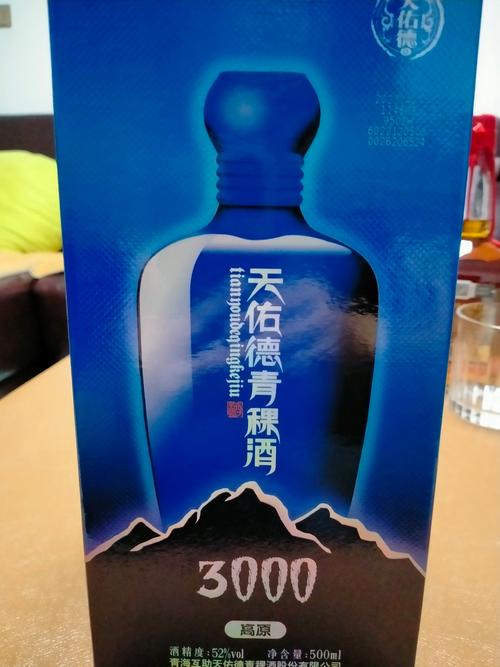 天佑德
0026206524
天佑德青稞酒
tianyoudeqingkejiu
3000
高原
酒精度:52%vol 净含量:500ml
青海互助天佑德青稞酒股份有限公司